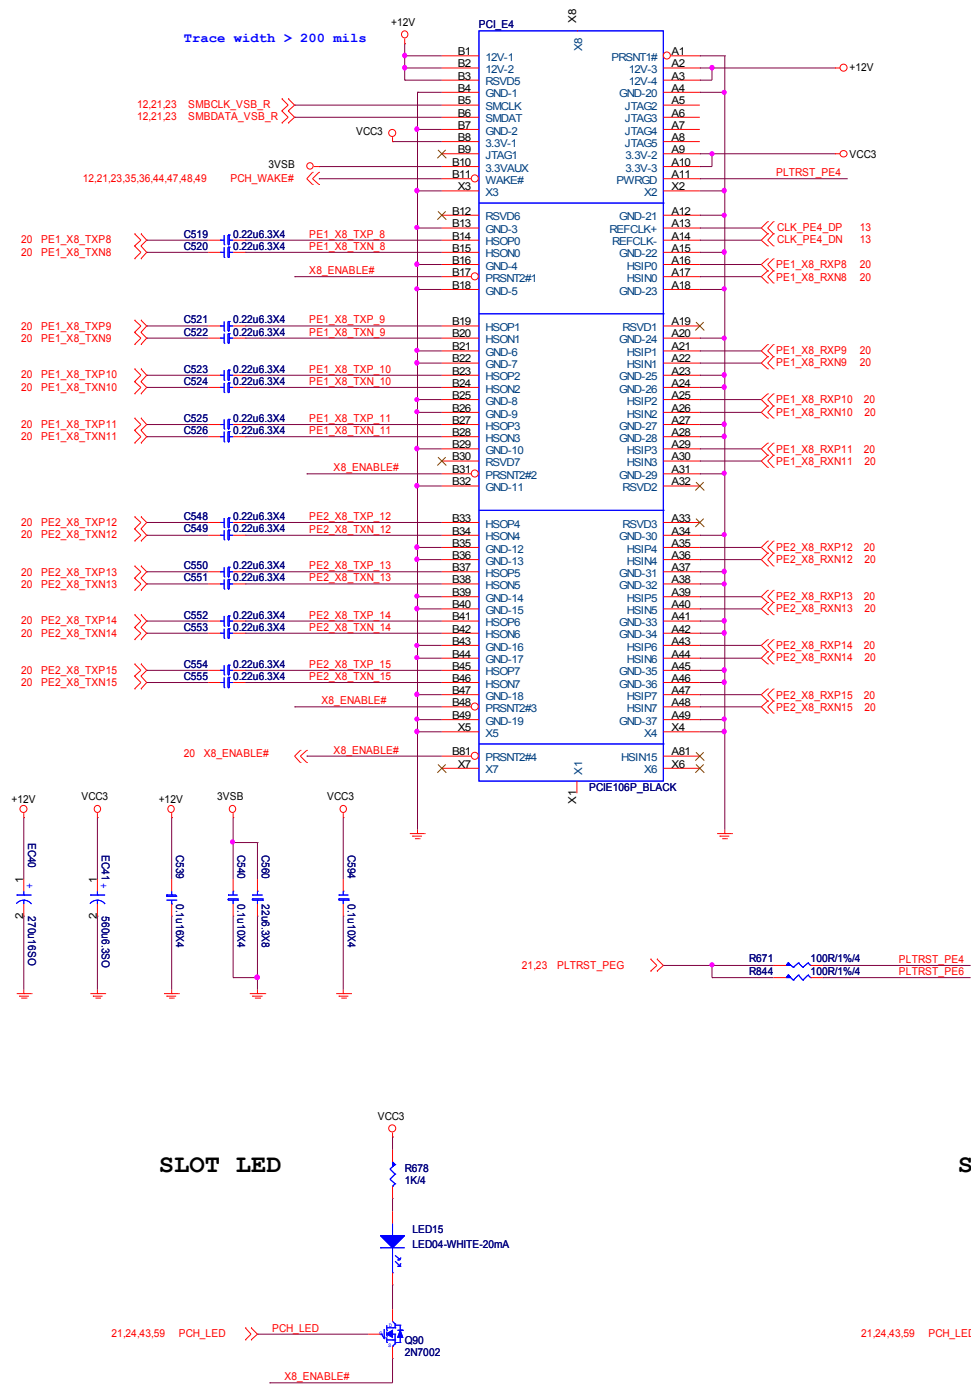 Trace width > 200 mils
+12V
PCI_E4
X8
X8
B1 12V-1 PRSNT1# A1
B2 12V-2 12V-3 A2 +12V
B3 RSVD5 12V-4 A3
B4 GND-1 GND-20 A4
12,21,23 SMBCLK_VSB_R B5 SMCLK JTAG2 A5
12,21,23 SMBDATA_VSB_R B6 SMDAT JTAG3 A6
B7 GND-2 JTAG4 A7
VCC3 B8 3.3V-1 JTAG5 A8
B9 JTAG1 3.3V-2 A9 VCC3
3VSB B10 3.3VAUX 3.3V-3 A10
12,21,23,35,36,44,47,48,49 PCH_WAKE# B11 WAKE# PWRGD A11 PLTRST_PE4
X3 X3 X2 X2
B12 RSVD6 GND-21 A12
B13 GND-3 REFCLK+ A13 CLK_PE4_DP 13
20 PE1_X8_TXP8 C519 0.22u6.3X4 PE1_X8_TXP_8 B14 HSOP0 REFCLK- A14 CLK_PE4_DN 13
20 PE1_X8_TXN8 C520 0.22u6.3X4 PE1_X8_TXN_8 B15 HSON0 GND-22 A15
B16 GND-4 HSIP0 A16 PE1_X8_RXP8 20
X8_ENABLE# B17 PRSNT2#1 HSIN0 A17 PE1_X8_RXN8 20
B18 GND-5 GND-23 A18
20 PE1_X8_TXP9 C521 0.22u6.3X4 PE1_X8_TXP_9 B19 HSOP1 RSVD1 A19
20 PE1_X8_TXN9 C522 0.22u6.3X4 PE1_X8_TXN_9 B20 HSON1 GND-24 A20
B21 GND-6 HSIP1 A21 PE1_X8_RXP9 20
B22 GND-7 HSIN1 A22 PE1_X8_RXN9 20
20 PE1_X8_TXP10 C523 0.22u6.3X4 PE1_X8_TXP_10 B23 HSOP2 GND-25 A23
20 PE1_X8_TXN10 C524 0.22u6.3X4 PE1_X8_TXN_10 B24 HSON2 GND-26 A24
B25 GND-8 HSIP2 A25 PE1_X8_RXP10 20
B26 GND-9 HSIN2 A26 PE1_X8_RXN10 20
20 PE1_X8_TXP11 C525 0.22u6.3X4 PE1_X8_TXP_11 B27 HSOP3 GND-27 A27
20 PE1_X8_TXN11 C526 0.22u6.3X4 PE1_X8_TXN_11 B28 HSON3 GND-28 A28
B29 GND-10 HSIP3 A29 PE1_X8_RXP11 20
B30 RSVD7 HSIN3 A30 PE1_X8_RXN11 20
X8_ENABLE# B31 PRSNT2#2 GND-29 A31
B32 GND-11 RSVD2 A32
20 PE2_X8_TXP12 C548 0.22u6.3X4 PE2_X8_TXP_12 B33 HSOP4 RSVD3 A33
20 PE2_X8_TXN12 C549 0.22u6.3X4 PE2_X8_TXN_12 B34 HSON4 GND-30 A34
B35 GND-12 HSIP4 A35 PE2_X8_RXP12 20
B36 GND-13 HSIN4 A36 PE2_X8_RXN12 20
20 PE2_X8_TXP13 C550 0.22u6.3X4 PE2_X8_TXP_13 B37 HSOP5 GND-31 A37
20 PE2_X8_TXN13 C551 0.22u6.3X4 PE2_X8_TXN_13 B38 HSON5 GND-32 A38
B39 GND-14 HSIP5 A39 PE2_X8_RXP13 20
B40 GND-15 HSIN5 A40 PE2_X8_RXN13 20
20 PE2_X8_TXP14 C552 0.22u6.3X4 PE2_X8_TXP_14 B41 HSOP6 GND-33 A41
20 PE2_X8_TXN14 C553 0.22u6.3X4 PE2_X8_TXN_14 B42 HSON6 GND-34 A42
B43 GND-16 HSIP6 A43 PE2_X8_RXP14 20
B44 GND-17 HSIN6 A44 PE2_X8_RXN14 20
20 PE2_X8_TXP15 C554 0.22u6.3X4 PE2_X8_TXP_15 B45 HSOP7 GND-35 A45
20 PE2_X8_TXN15 C555 0.22u6.3X4 PE2_X8_TXN_15 B46 HSON7 GND-36 A46
B47 GND-18 HSIP7 A47 PE2_X8_RXP15 20
X8_ENABLE# B48 PRSNT2#3 HSIN7 A48 PE2_X8_RXN15 20
B49 GND-19 GND-37 A49
X5 X5 X4 X4
20 X8_ENABLE# X8_ENABLE# B81 PRSNT2#4 HSIN15 A81
X7 X7 X6 X6
X1
X1
PCIE106P_BLACK
+12V EC40 1 + 2 270u16SO
VCC3 EC41 1 + 2 560u6.3SO
+12V C539 0.1u16X4
3VSB C540 0.1u10X4
C560 22u6.3X8
VCC3 C594 0.1u10X4
21,23 PLTRST_PEG
R671 100R/1%/4 PLTRST_PE4
R844 100R/1%/4 PLTRST_PE6
SLOT LED
S
VCC3
R678
1K/4
LED15
LED04-WHITE-20mA
21,24,43,59 PCH_LED PCH_LED
Q90
2N7002
X8_ENABLE#
21,24,43,59 PCH_LED